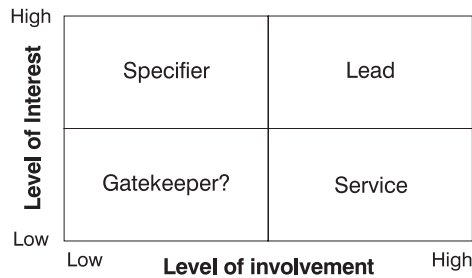 High
Specifier
Lead
Level of Interest
Gatekeeper?
Service
Low
Low
Level of involvement
High